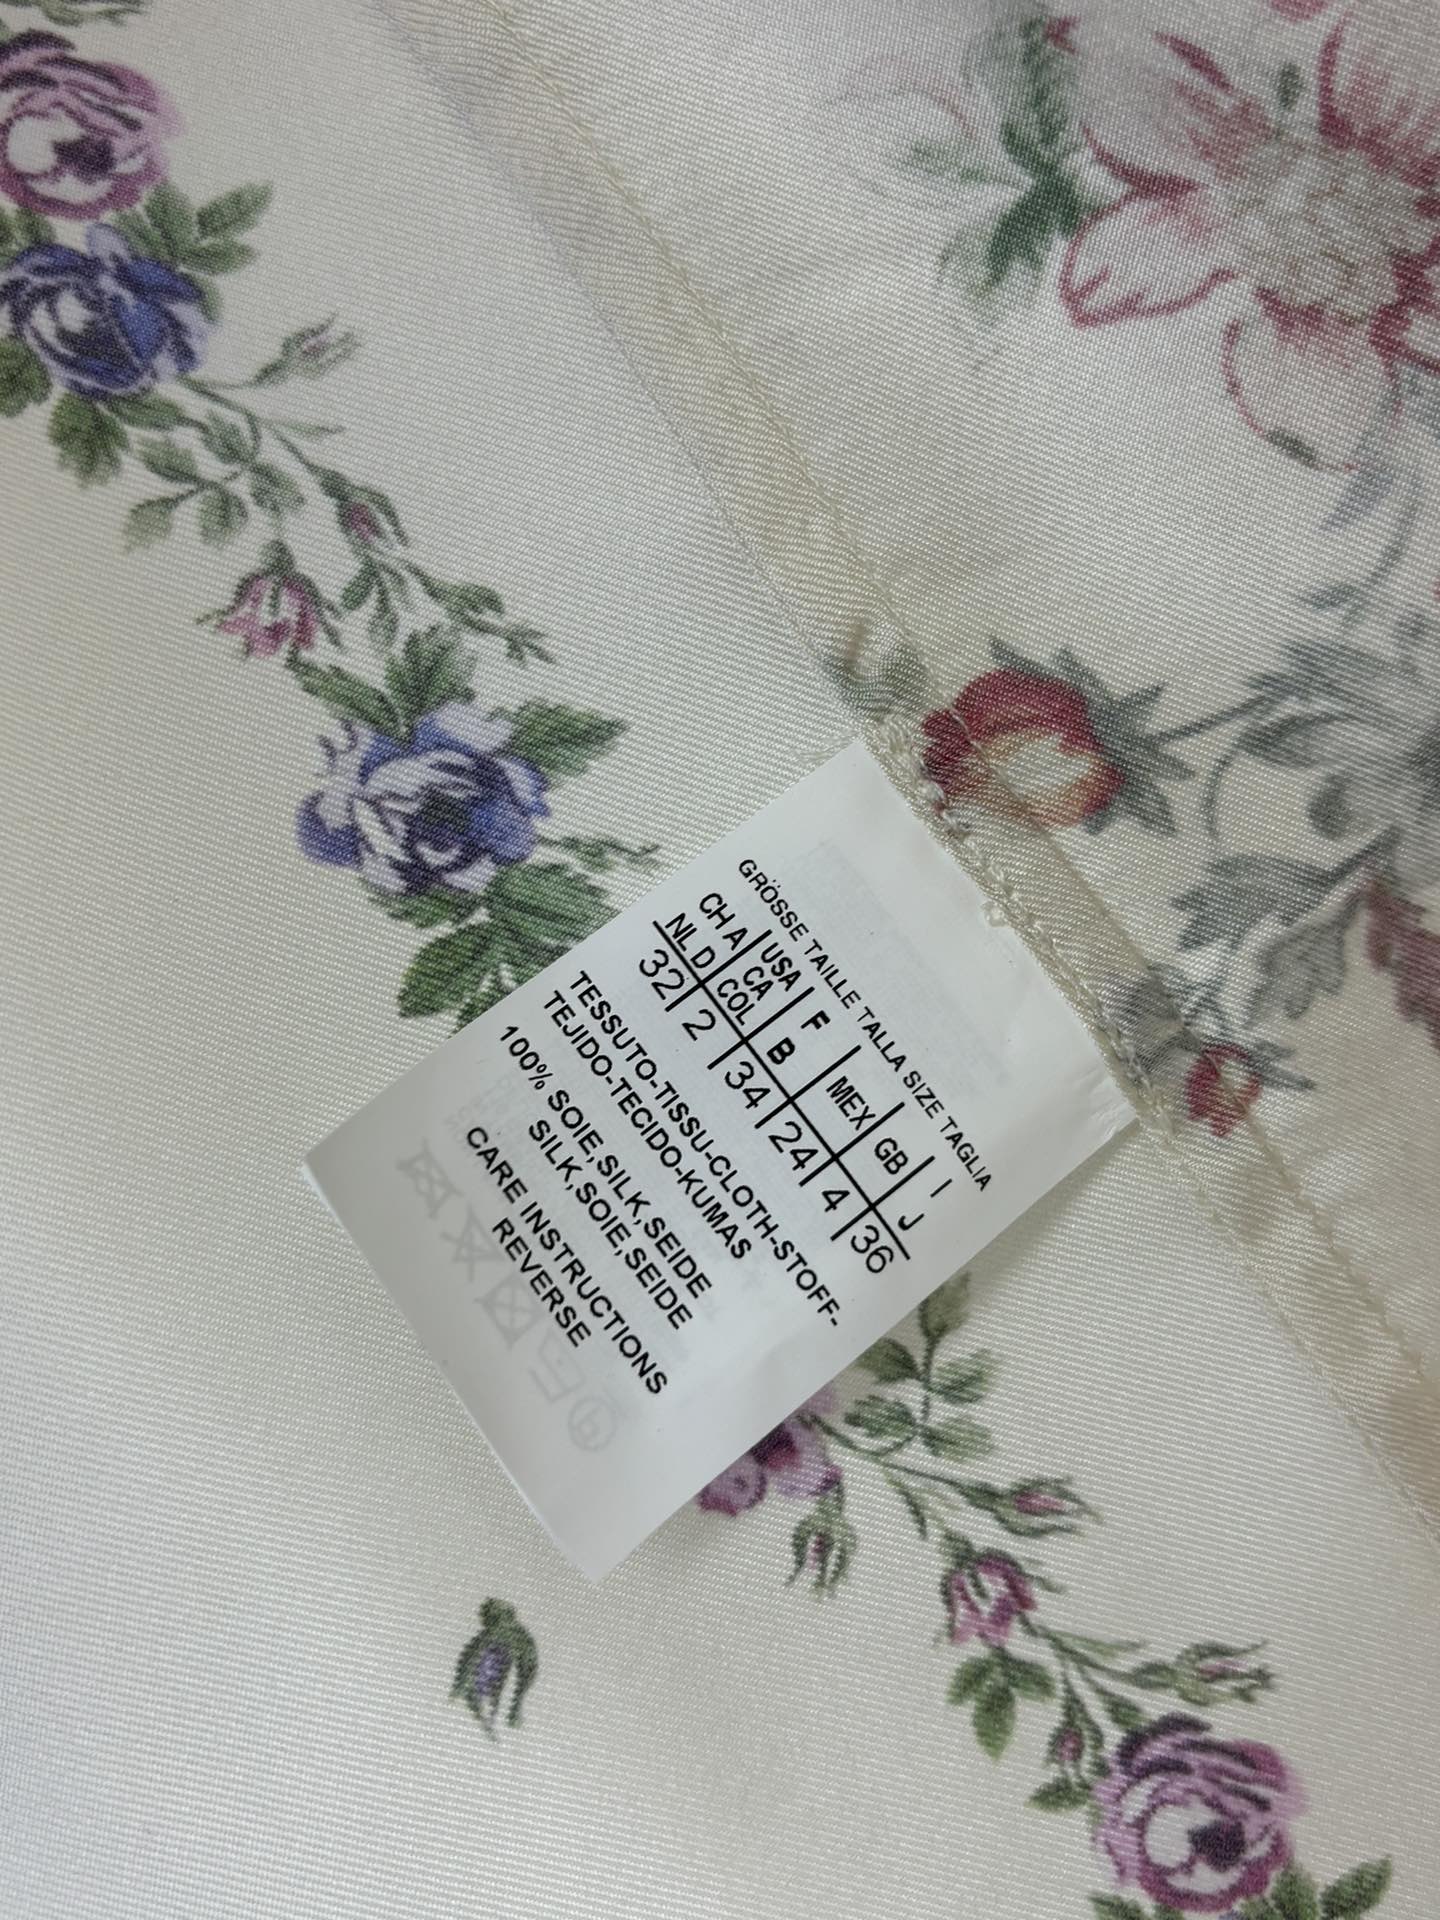 GRÖSSE TAILLE TALLA SIZE TAGLIA
CH A | USA CA | F | MEX | GB | I
NL D | COL | B | J
32 | 2 | 34 | 24 | 4 | 36
TESSUTO-TISSU-CLOTH-STOFF-
TEJIDO-TECIDO-KUMAS
100% SOIE,SILK,SEIDE
SILK,SOIE,SEIDE
CARE INSTRUCTIONS
REVERSE